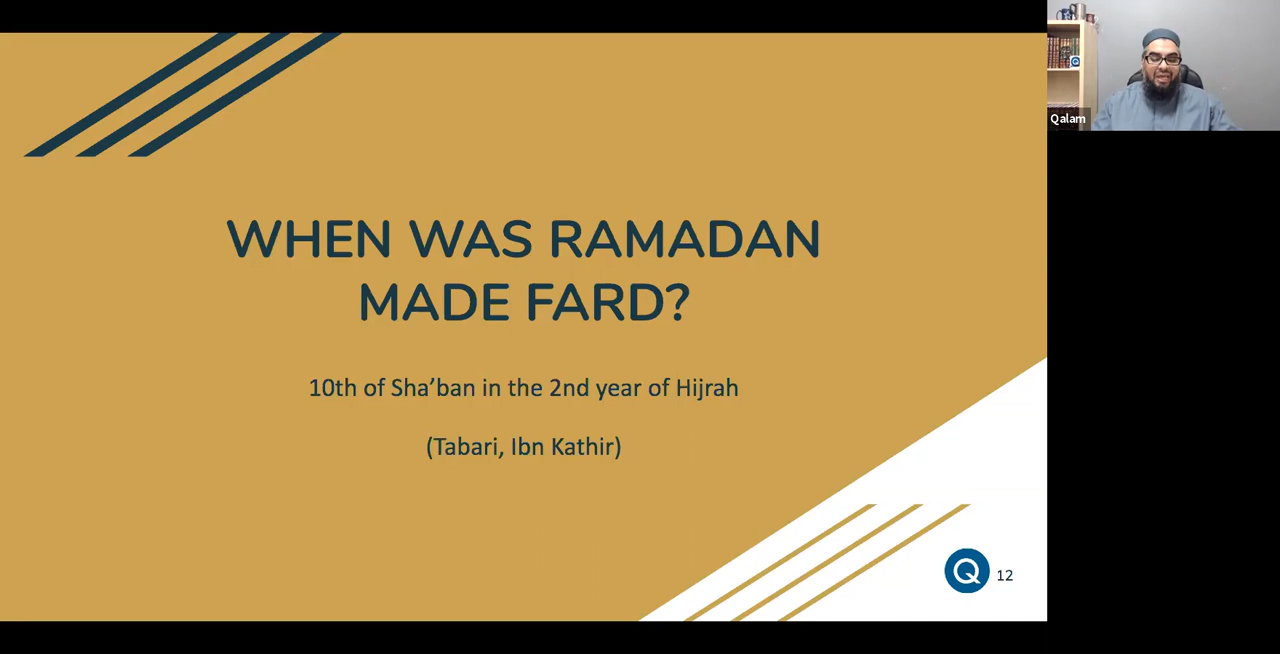 WHEN WAS RAMADAN
MADE FARD?
10th of Sha’ban in the 2nd year of Hijrah
(Tabari, Ibn Kathir)
Q 12
Qalam